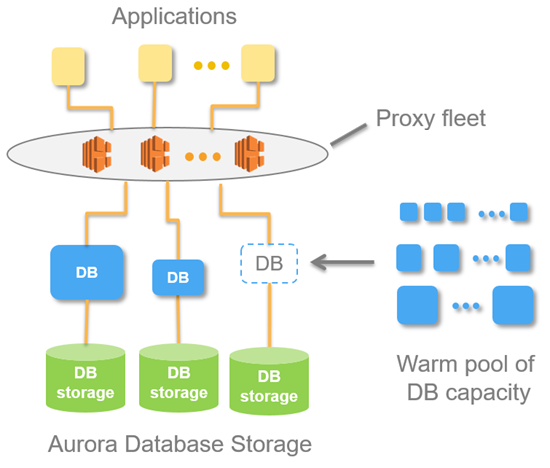 Applications
Proxy fleet
DB
DB
DB
DB
storage
DB
storage
DB
storage
Warm pool of
DB capacity
Aurora Database Storage